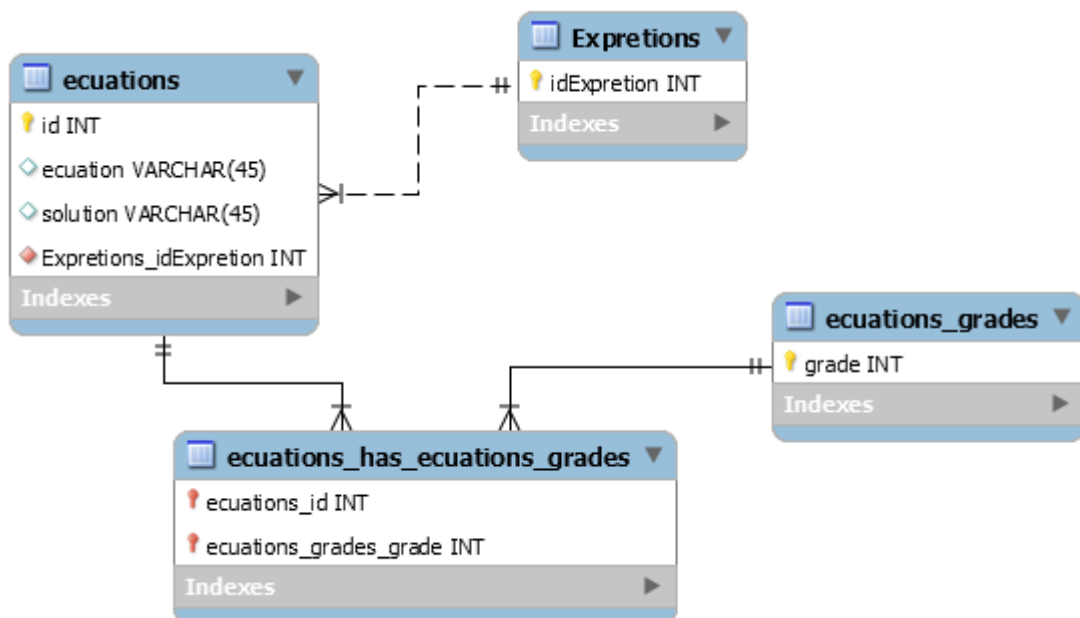 Expretions
idExpretion INT
Indexes
ecuations
id INT
ecuation VARCHAR(45)
solution VARCHAR(45)
Expretions_idExpretion INT
Indexes
ecuations_grades
grade INT
Indexes
ecuations_has_ecuations_grades
ecuations_id INT
ecuations_grades_grade INT
Indexes